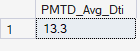 PMTD_Avg_Dti
1 13.3